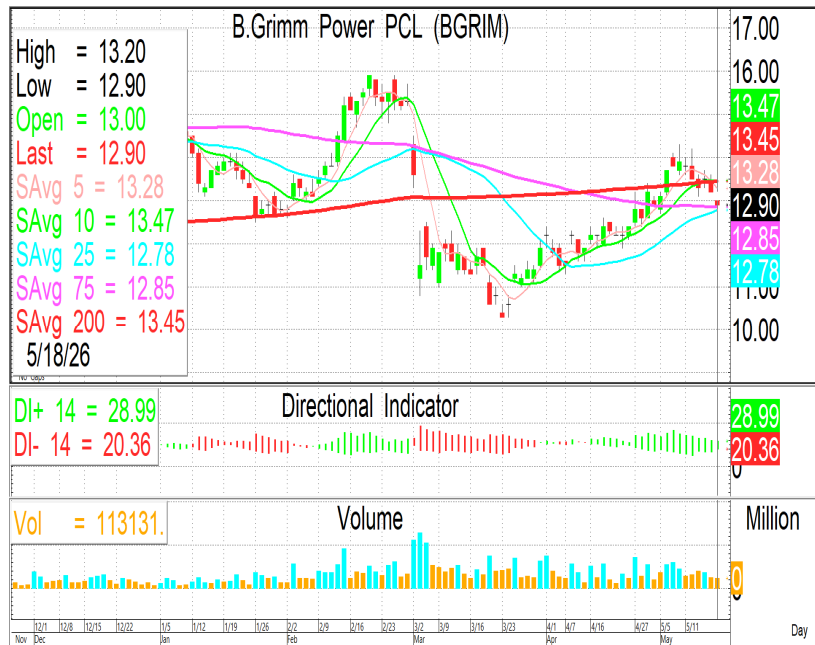 B.Grimm Power PCL (BGRIM)
High = 13.20
Low = 12.90
Open = 13.00
Last = 12.90
SAvg 5 = 13.28
SAvg 10 = 13.47
SAvg 25 = 12.78
SAvg 75 = 12.85
SAvg 200 = 13.45
5/18/26
17.00
16.00
13.47
13.45
13.28
12.90
12.85
12.78
11.00
10.00
Directional Indicator
DI+ 14 = 28.99
DI- 14 = 20.36
28.99
20.36
0
Volume
Vol = 113131.
Million
0
12/1 12/8 12/15 12/22 1/5 1/12 1/19 1/26 2/2 2/9 2/16 2/23 3/2 3/9 3/16 3/23 4/1 4/7 4/16 4/27 5/5 5/11
Nov Dec Jan Feb Mar Apr May
Day